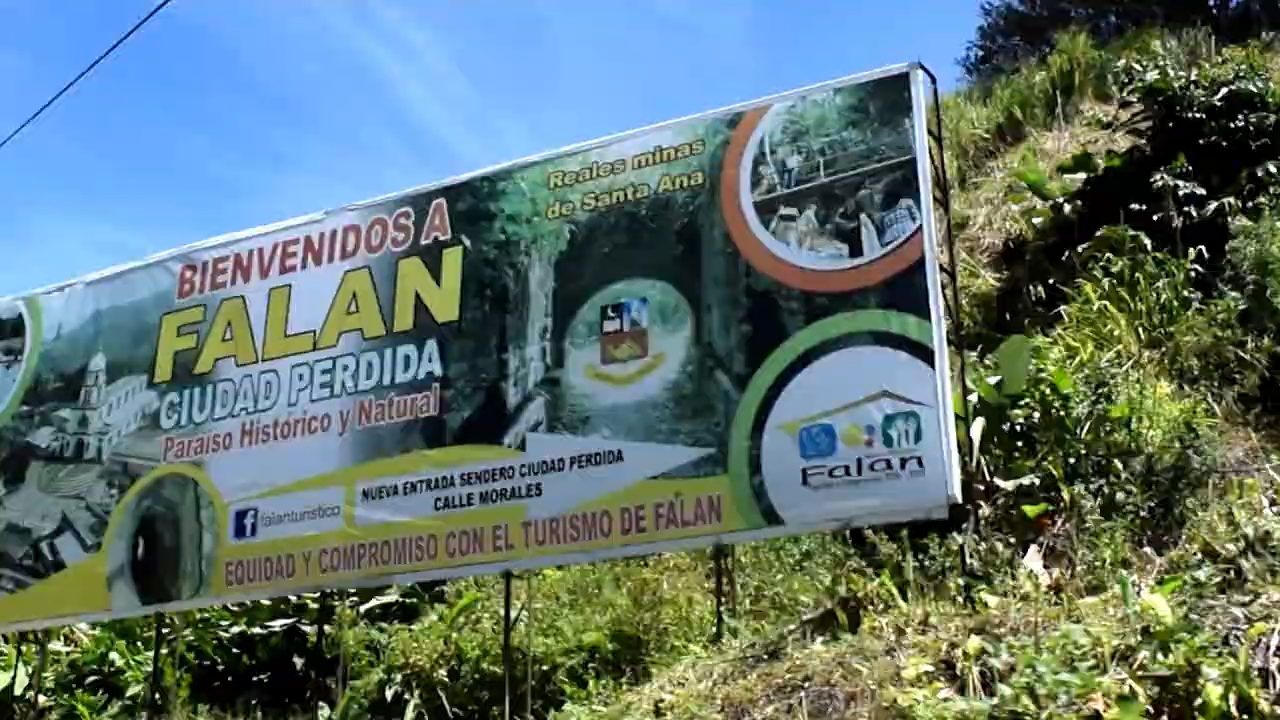 Reales minas
de Santa Ana
BIENVENIDOS A
FALAN
CIUDAD PERDIDA
Paraiso Histórico y Natural
NUEVA ENTRADA SENDERO CIUDAD PERDIDA
CALLE MORALES
f falanturistico
EQUIDAD Y COMPROMISO CON EL TURISMO DE FALAN
Falan